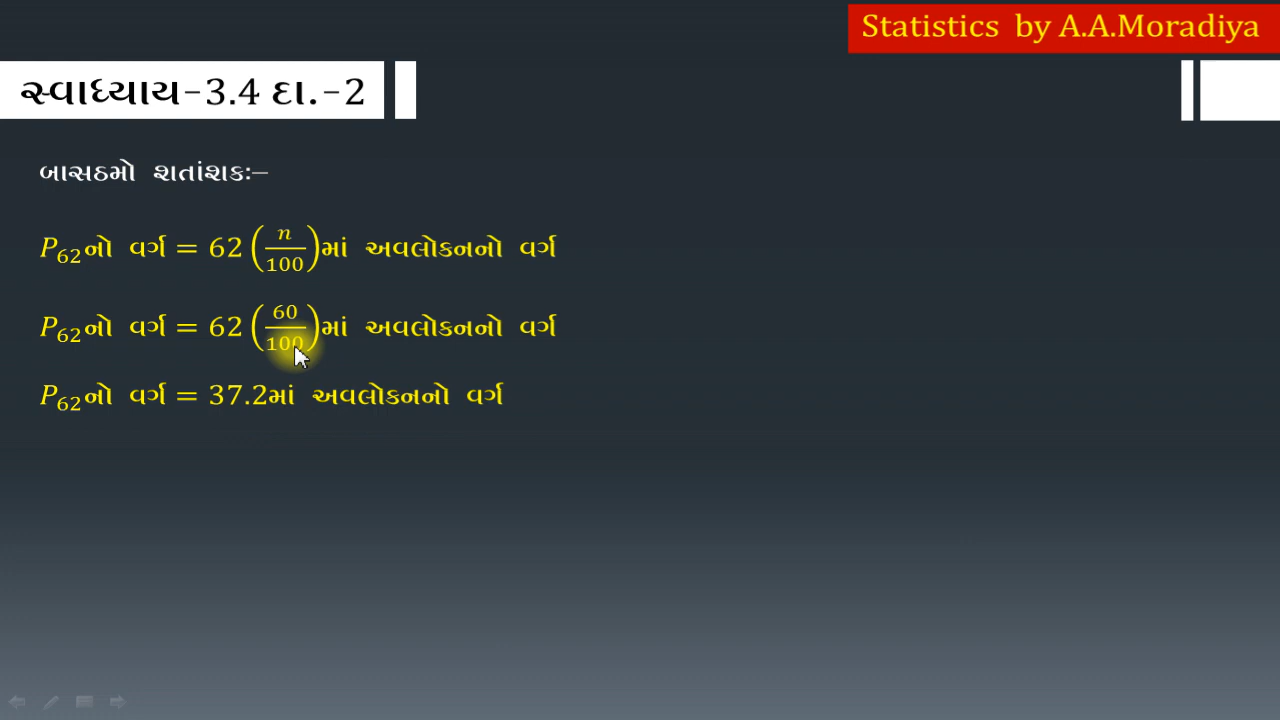 Statistics by A.A.Moradiya
સ્વાધ્યાય-3.4 દા.-2
બાસઠમો શતાંશકઃ−
P₆₂નો વર્ગ = 62 (n/100)માં અવલોકનનો વર્ગ
P₆₂નો વર્ગ = 62 (60/100)માં અવલોકનનો વર્ગ
P₆₂નો વર્ગ = 37.2માં અવલોકનનો વર્ગ